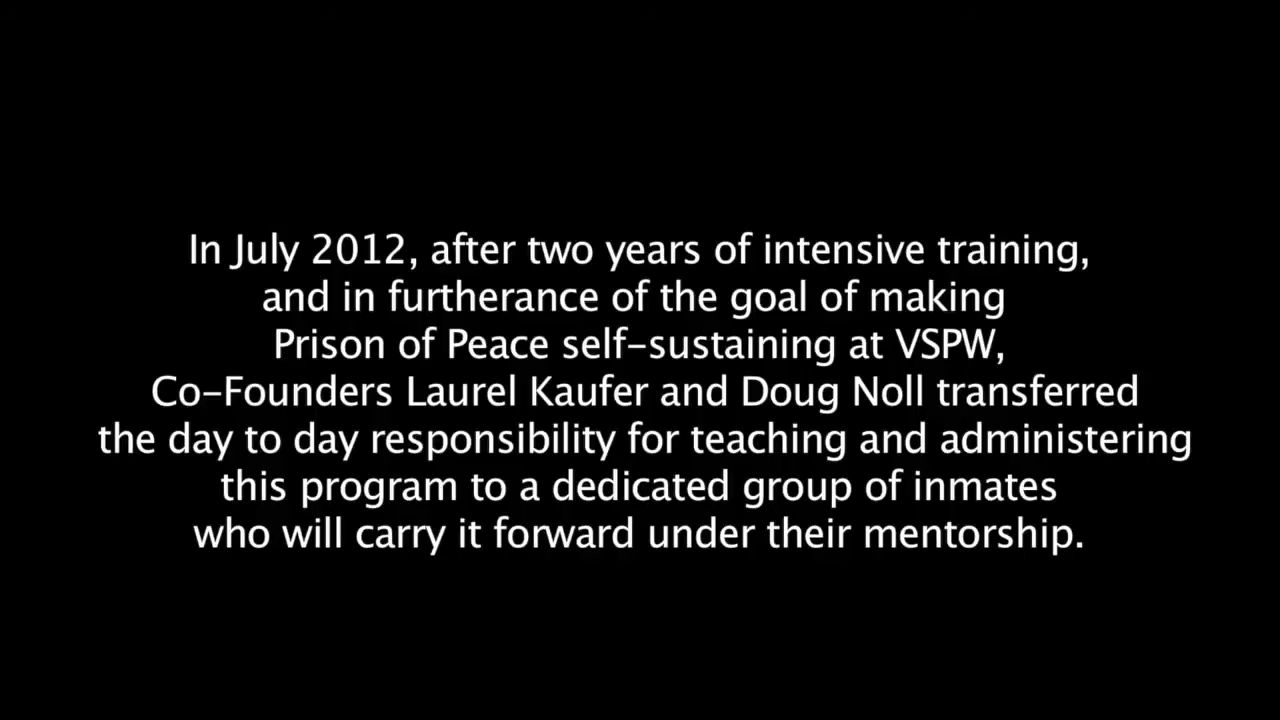 In July 2012, after two years of intensive training,
and in furtherance of the goal of making
Prison of Peace self-sustaining at VSPW,
Co-Founders Laurel Kaufer and Doug Noll transferred
the day to day responsibility for teaching and administering
this program to a dedicated group of inmates
who will carry it forward under their mentorship.